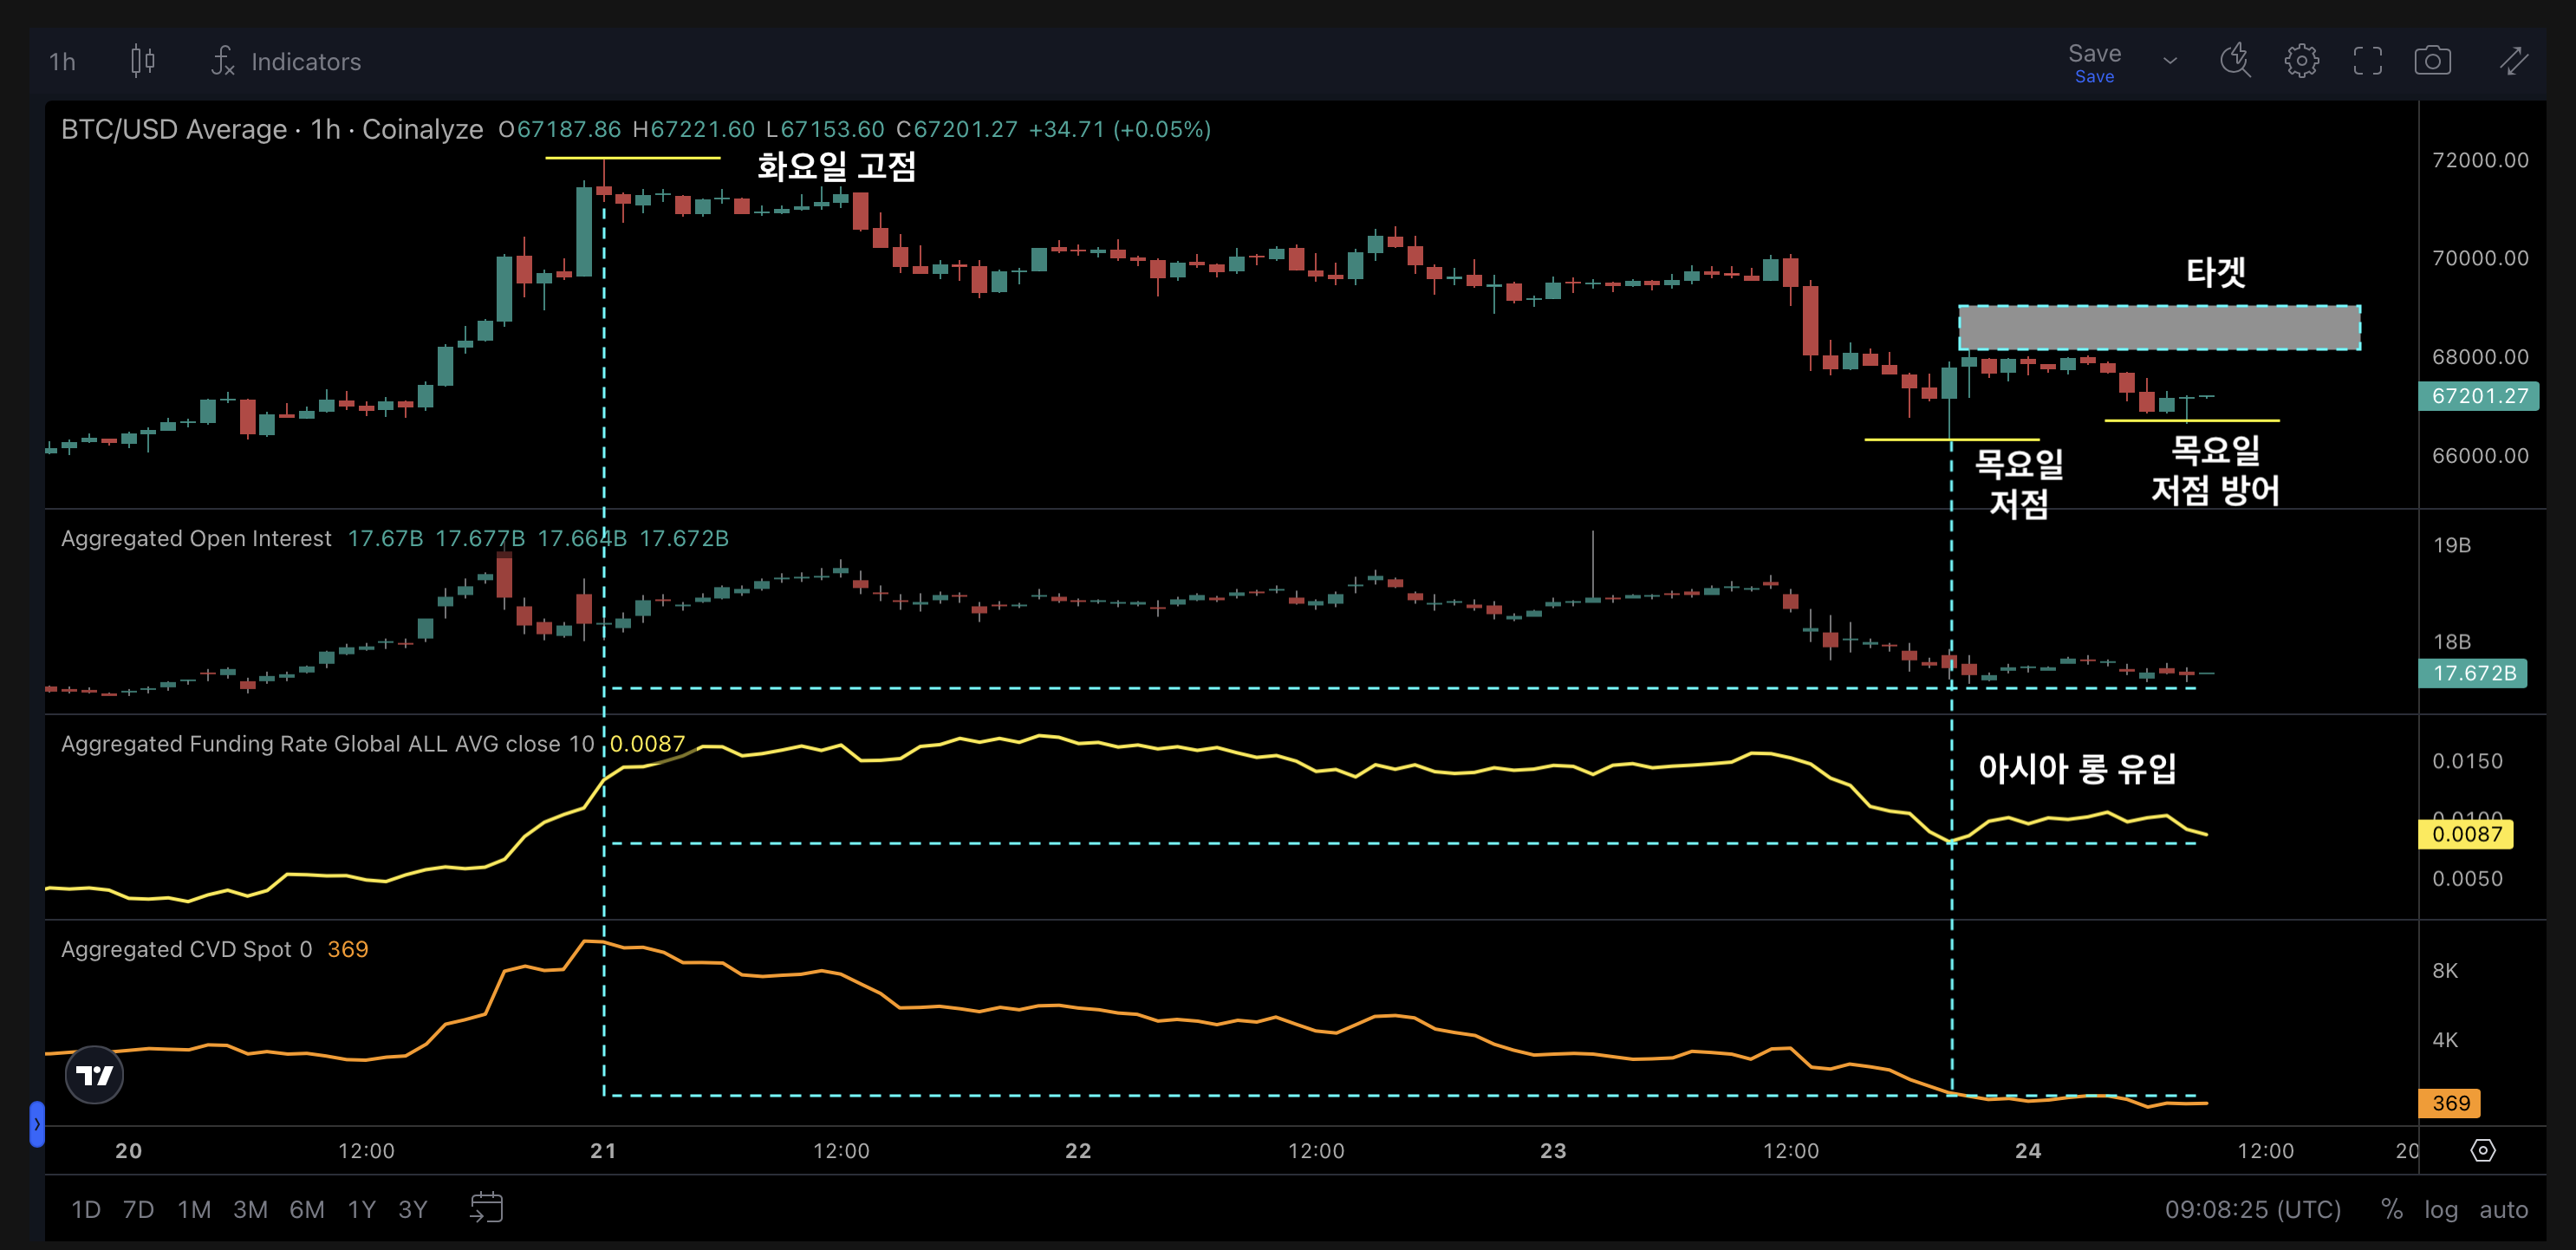 1h Indicators Save
Save
BTC/USD Average · 1h · Coinalyze O67187.86 H67221.60 L67153.60 C67201.27 +34.71 (+0.05%)
화요일 고점
72000.00
70000.00
타겟
68000.00
67201.27
66000.00
목요일
저점
목요일
저점 방어
Aggregated Open Interest 17.67B 17.677B 17.664B 17.672B
19B
18B
17.672B
Aggregated Funding Rate Global ALL AVG close 10 0.0087
아시아 롱 유입
0.0150
0.0100
0.0087
0.0050
Aggregated CVD Spot 0 369
8K
4K
369
20 12:00 21 12:00 22 12:00 23 12:00 24 12:00 20
1D 7D 1M 3M 6M 1Y 3Y 09:08:25 (UTC) % log auto